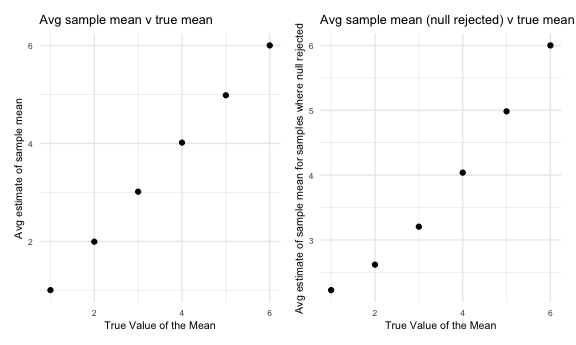 Avg sample mean v true mean
Avg estimate of sample mean
6
4
2
2
4
6
True Value of the Mean
Avg sample mean (null rejected) v true mean
Avg estimate of sample mean for samples where null rejected
6
5
4
3
2
4
6
True Value of the Mean